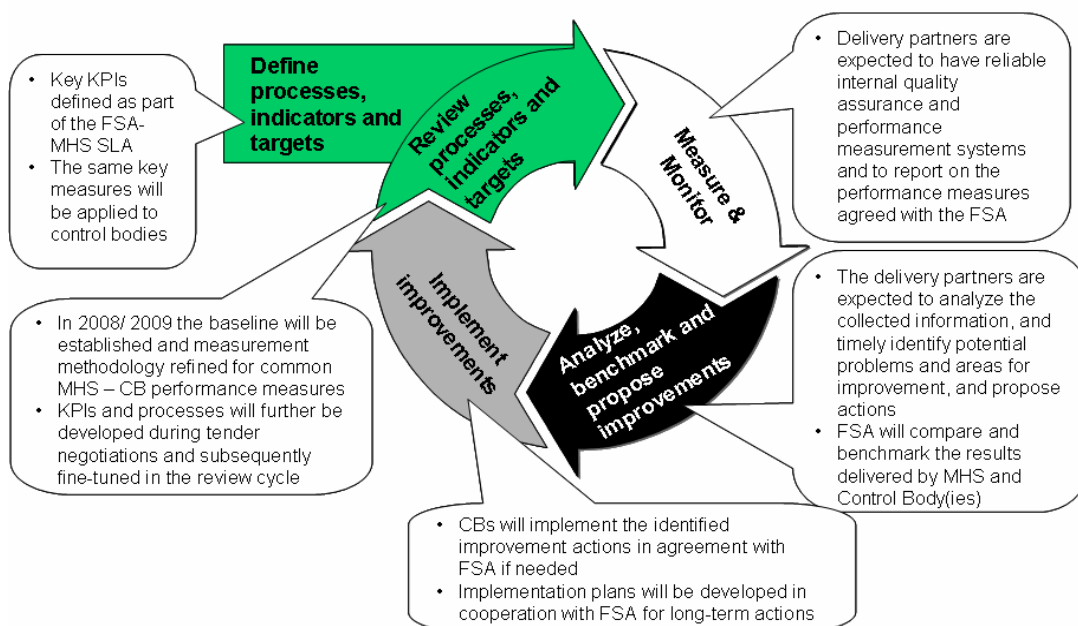 Define
processes,
indicators and
targets
Review
processes,
indicators and
targets
Measure &
Monitor
Analyze,
benchmark and
propose
improvements
Implement
improvements
• Key KPIs
defined as part
of the FSA-
MHS SLA
• The same key
measures will
be applied to
control bodies
• Delivery partners are
expected to have reliable
internal quality
assurance and
performance
measurement systems
and to report on the
performance measures
agreed with the FSA
• The delivery partners are
expected to analyze the
collected information, and
timely identify potential
problems and areas for
improvement, and propose
actions
• FSA will compare and
benchmark the results
delivered by MHS and
Control Body(ies)
• In 2008/ 2009 the baseline will be
established and measurement
methodology refined for common
MHS – CB performance measures
• KPIs and processes will further be
developed during tender
negotiations and subsequently
fine-tuned in the review cycle
• CBs will implement the identified
improvement actions in agreement with
FSA if needed
• Implementation plans will be developed in
cooperation with FSA for long-term actions